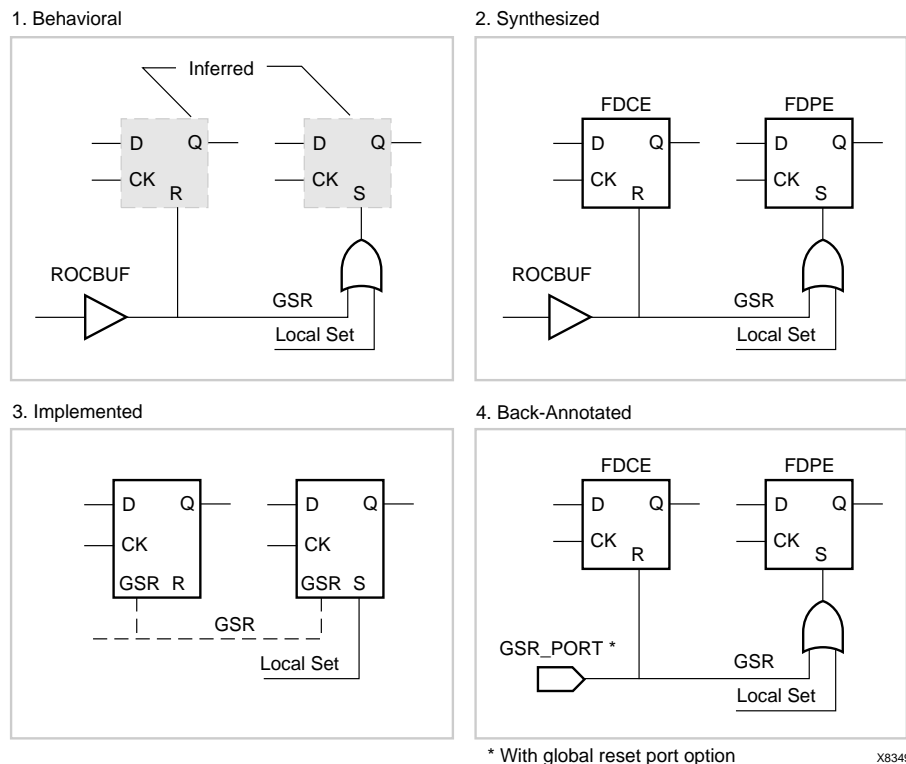 1. Behavioral
Inferred
D Q
CK
R
D Q
CK
S
ROCBUF
GSR
Local Set
2. Synthesized
FDCE
D Q
CK
R
FDPE
D Q
CK
S
ROCBUF
GSR
Local Set
3. Implemented
D Q
CK
GSR R
D Q
CK
GSR S
GSR
Local Set
4. Back-Annotated
FDCE
D Q
CK
R
FDPE
D Q
CK
S
GSR_PORT *
GSR
Local Set
* With global reset port option
X8349